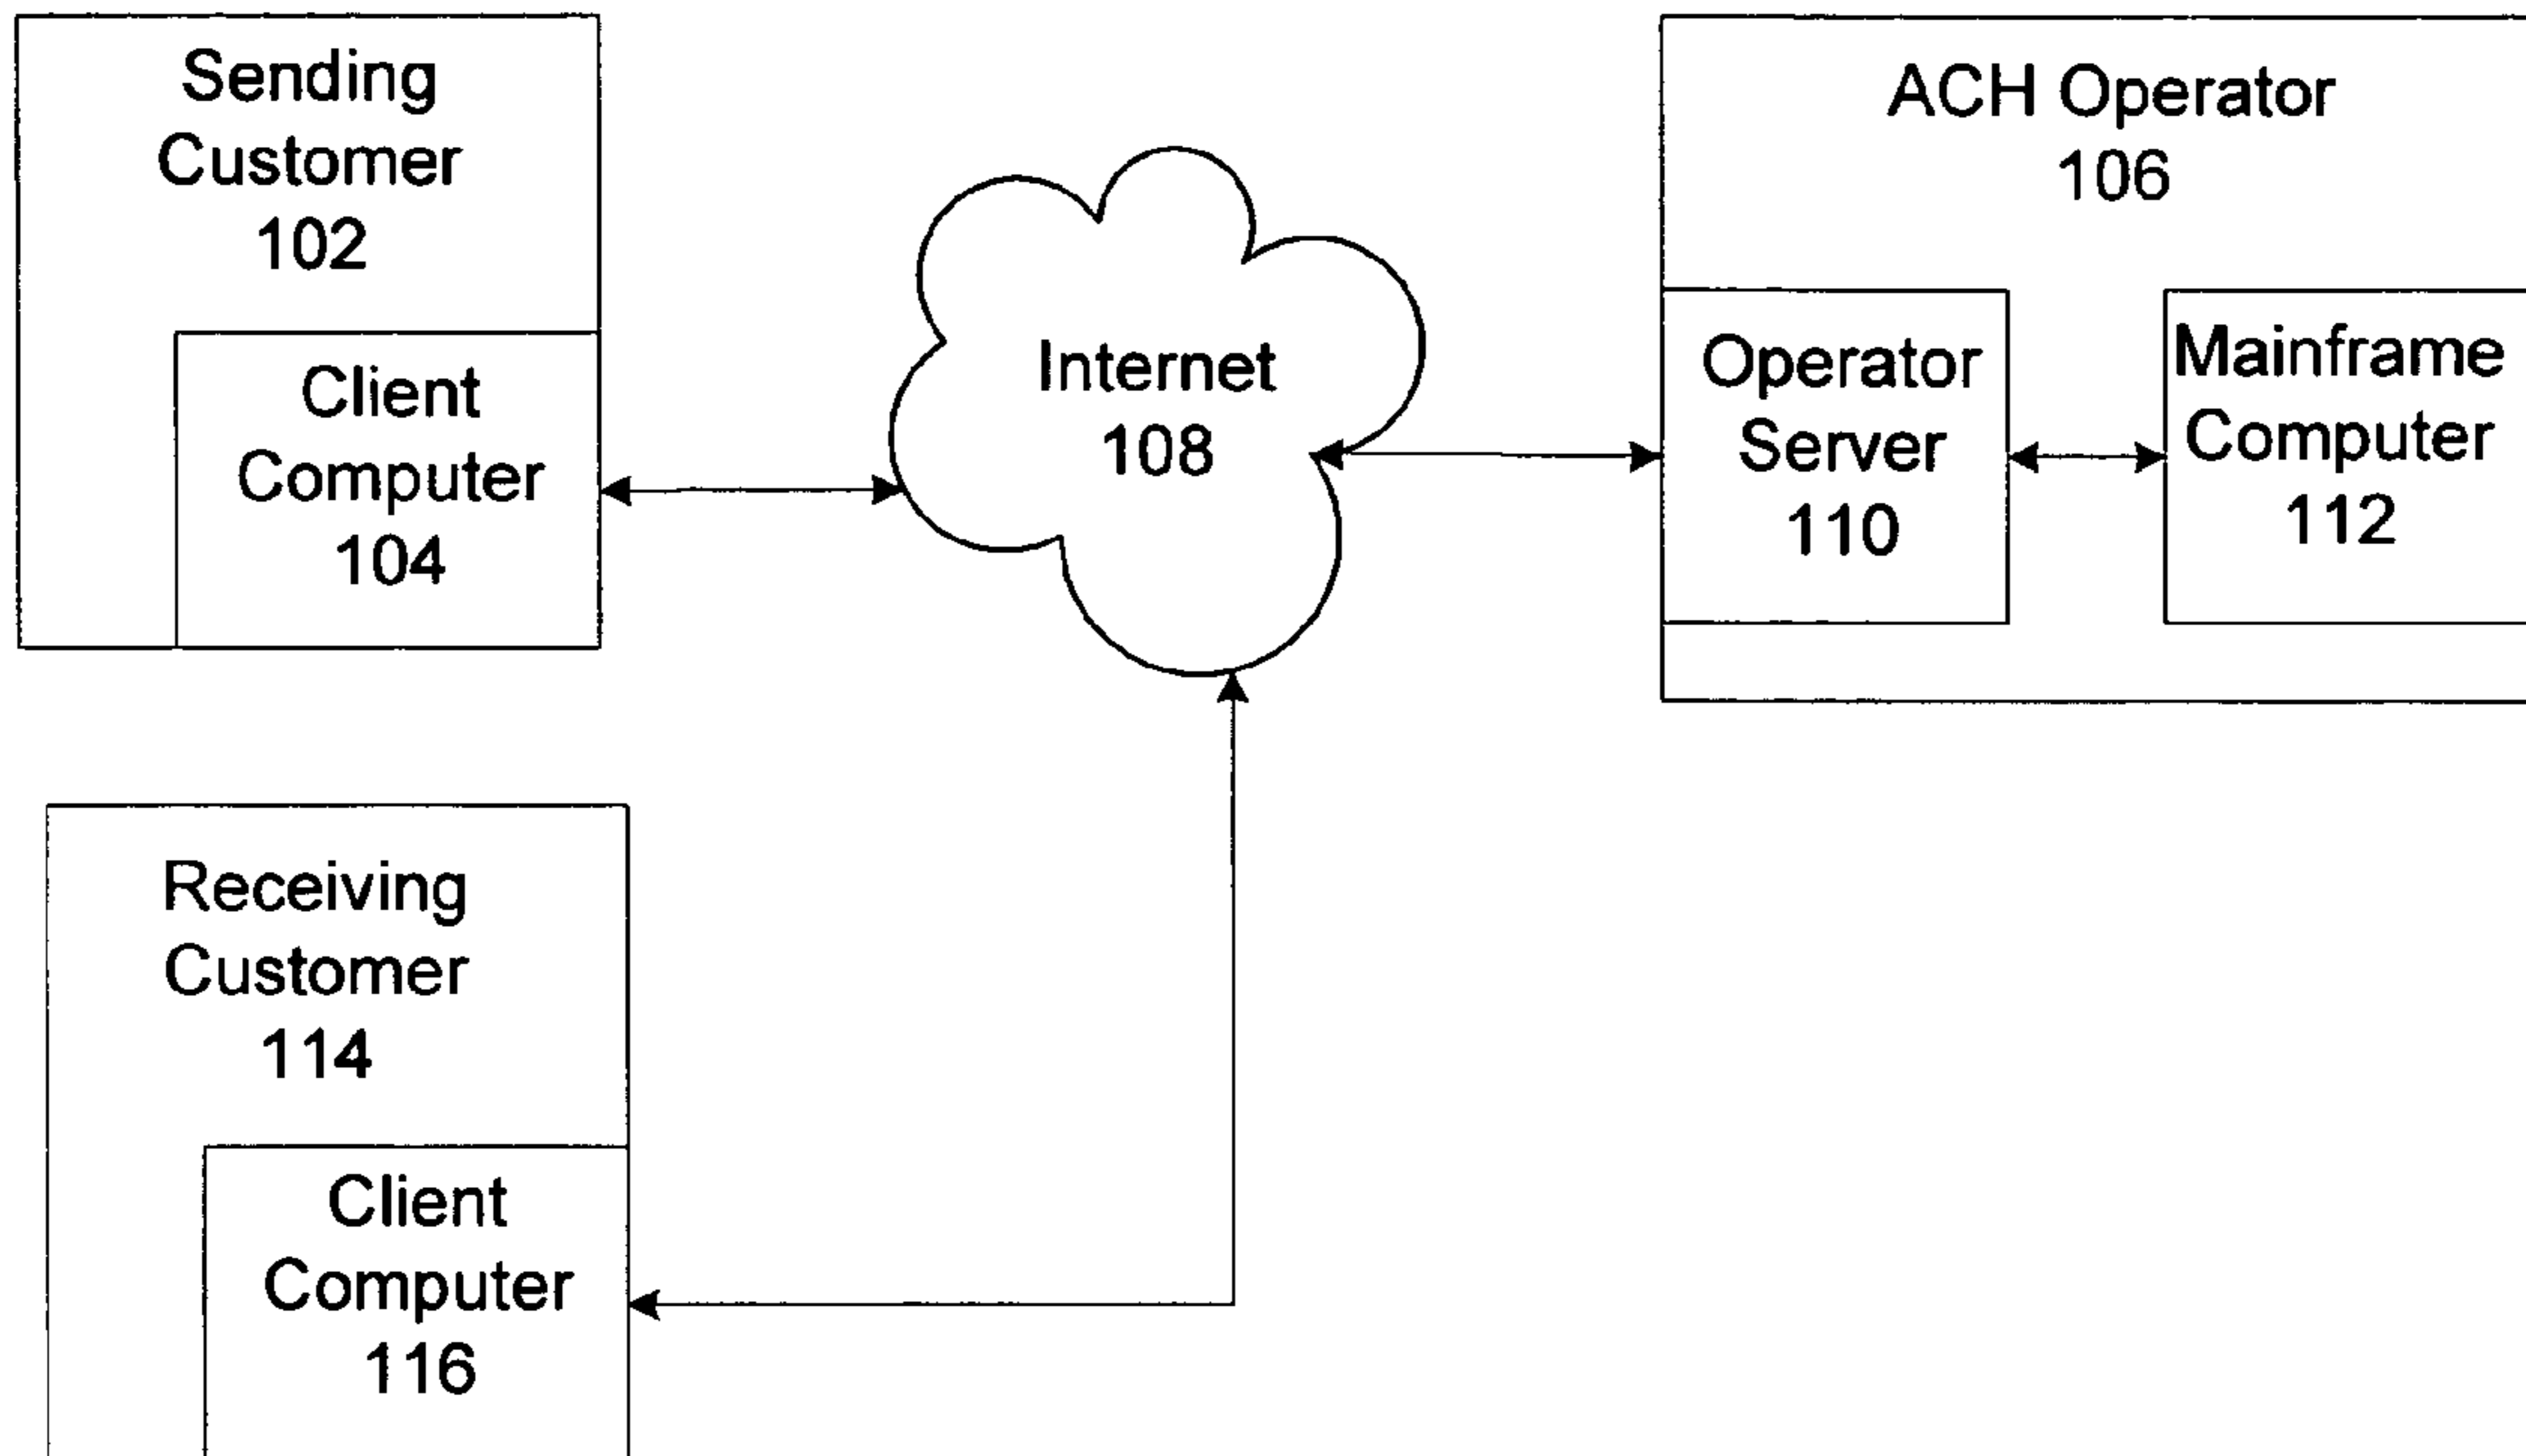 Sending
Customer
102
Client
Computer
104
Internet
108
ACH Operator
106
Operator
Server
110
Mainframe
Computer
112
Receiving
Customer
114
Client
Computer
116